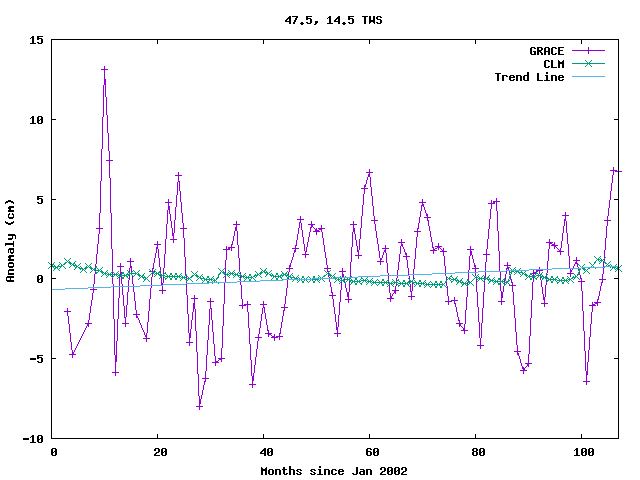 47.5, 14.5 TWS
15
GRACE
CLM
Trend Line
10
5
Anomaly (cm)
0
-5
-10
0 20 40 60 80 100
Months since Jan 2002